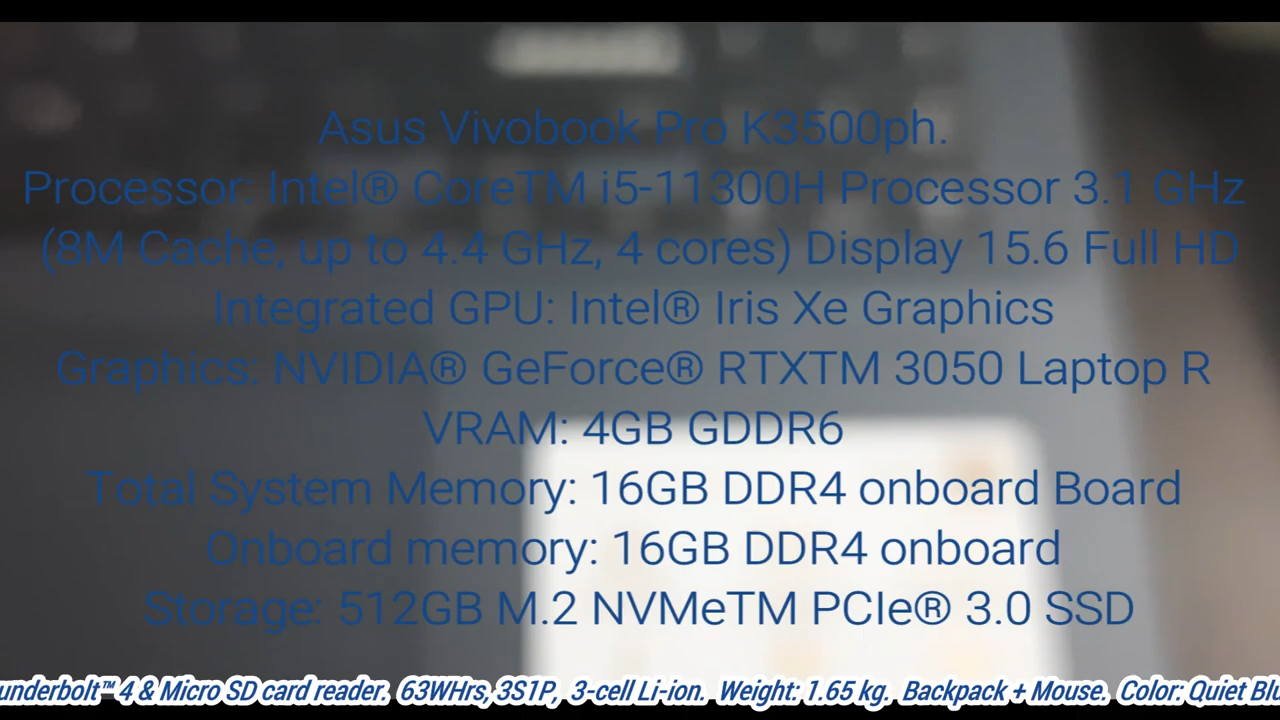 Asus Vivobook Pro K3500ph.
Processor: Intel® CoreTM i5-11300H Processor 3.1 GHz
(8M Cache, up to 4.4 GHz, 4 cores) Display 15.6 Full HD
Integrated GPU: Intel® Iris Xe Graphics
Graphics: NVIDIA® GeForce® RTXTM 3050 Laptop R
VRAM: 4GB GDDR6
Total System Memory: 16GB DDR4 onboard Board
Onboard memory: 16GB DDR4 onboard
Storage: 512GB M.2 NVMeTM PCIe® 3.0 SSD
underbolt™ 4 & Micro SD card reader. 63WHrs, 3S1P, 3-cell Li-ion. Weight: 1.65 kg. Backpack + Mouse. Color: Quiet Blu